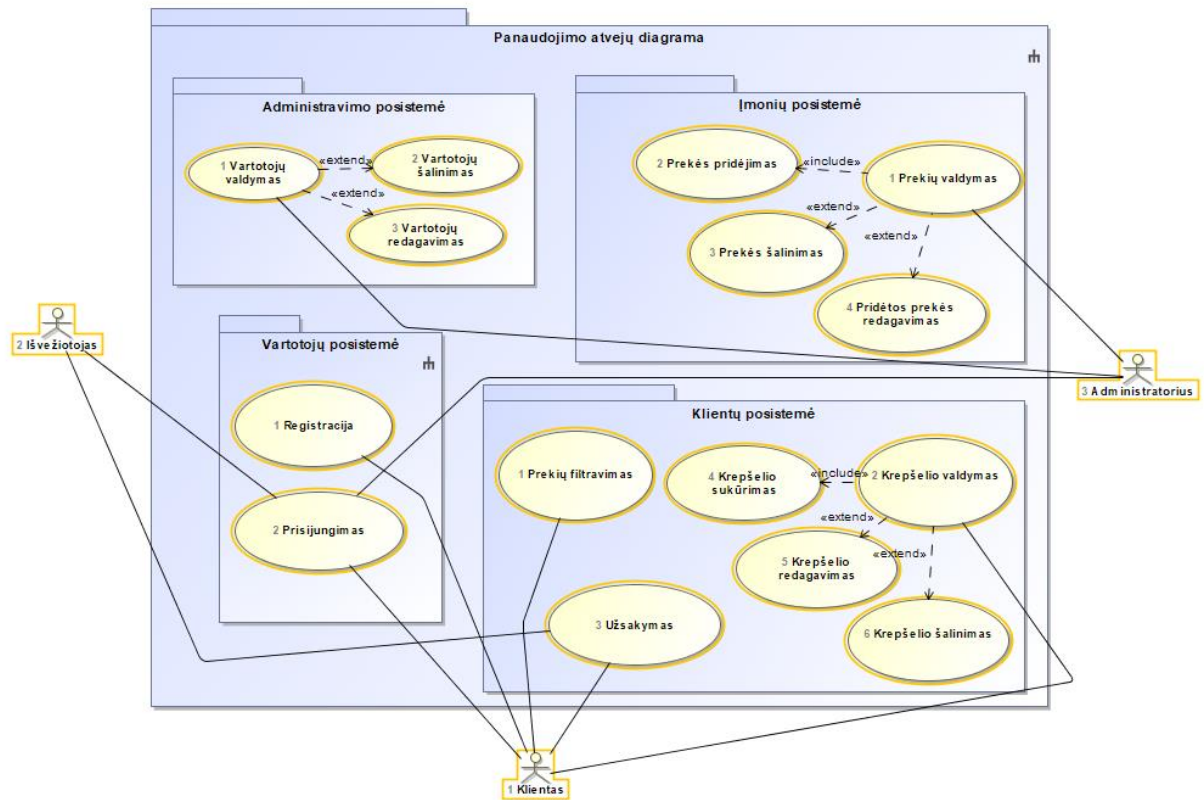 Panaudojimo atvejų diagrama
Administravimo posistemė
1 Vartotojų
valdymas
«extend»
2 Vartotojų
šalinimas
«extend»
3 Vartotojų
redagavimas
Įmonių posistemė
2 Prekės pridėjimas
«include»
1 Prekių valdymas
«extend»
3 Prekės šalinimas
«extend»
4 Pridėtos prekės
redagavimas
2 Išvežiotojas
Vartotojų posistemė
1 Registracija
2 Prisijungimas
3 Administratorius
Klientų posistemė
1 Prekių filtravimas
4 Krepšelio
sukūrimas
«include»
2 Krepšelio valdymas
«extend»
5 Krepšelio
redagavimas
«extend»
3 Užsakymas
6 Krepšelio šalinimas
1 Klientas